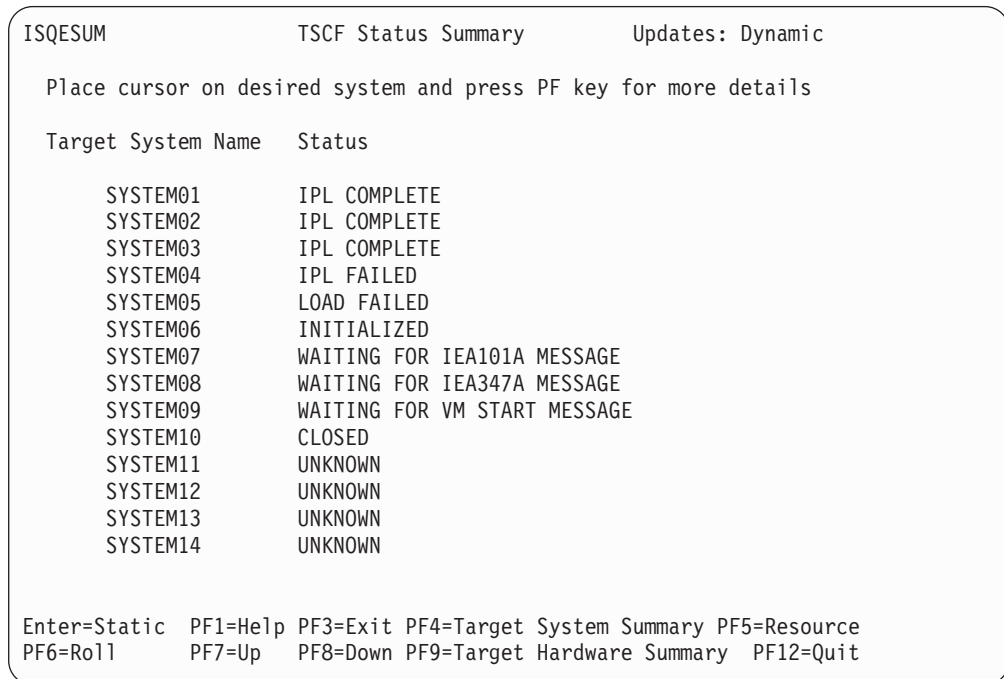 ISQESUM TSCF Status Summary Updates: Dynamic
Place cursor on desired system and press PF key for more details
Target System Name Status
SYSTEM01 IPL COMPLETE
SYSTEM02 IPL COMPLETE
SYSTEM03 IPL COMPLETE
SYSTEM04 IPL FAILED
SYSTEM05 LOAD FAILED
SYSTEM06 INITIALIZED
SYSTEM07 WAITING FOR IEA101A MESSAGE
SYSTEM08 WAITING FOR IEA347A MESSAGE
SYSTEM09 WAITING FOR VM START MESSAGE
SYSTEM10 CLOSED
SYSTEM11 UNKNOWN
SYSTEM12 UNKNOWN
SYSTEM13 UNKNOWN
SYSTEM14 UNKNOWN
Enter=Static PF1=Help PF3=Exit PF4=Target System Summary PF5=Resource
PF6=Roll PF7=Up PF8=Down PF9=Target Hardware Summary PF12=Quit